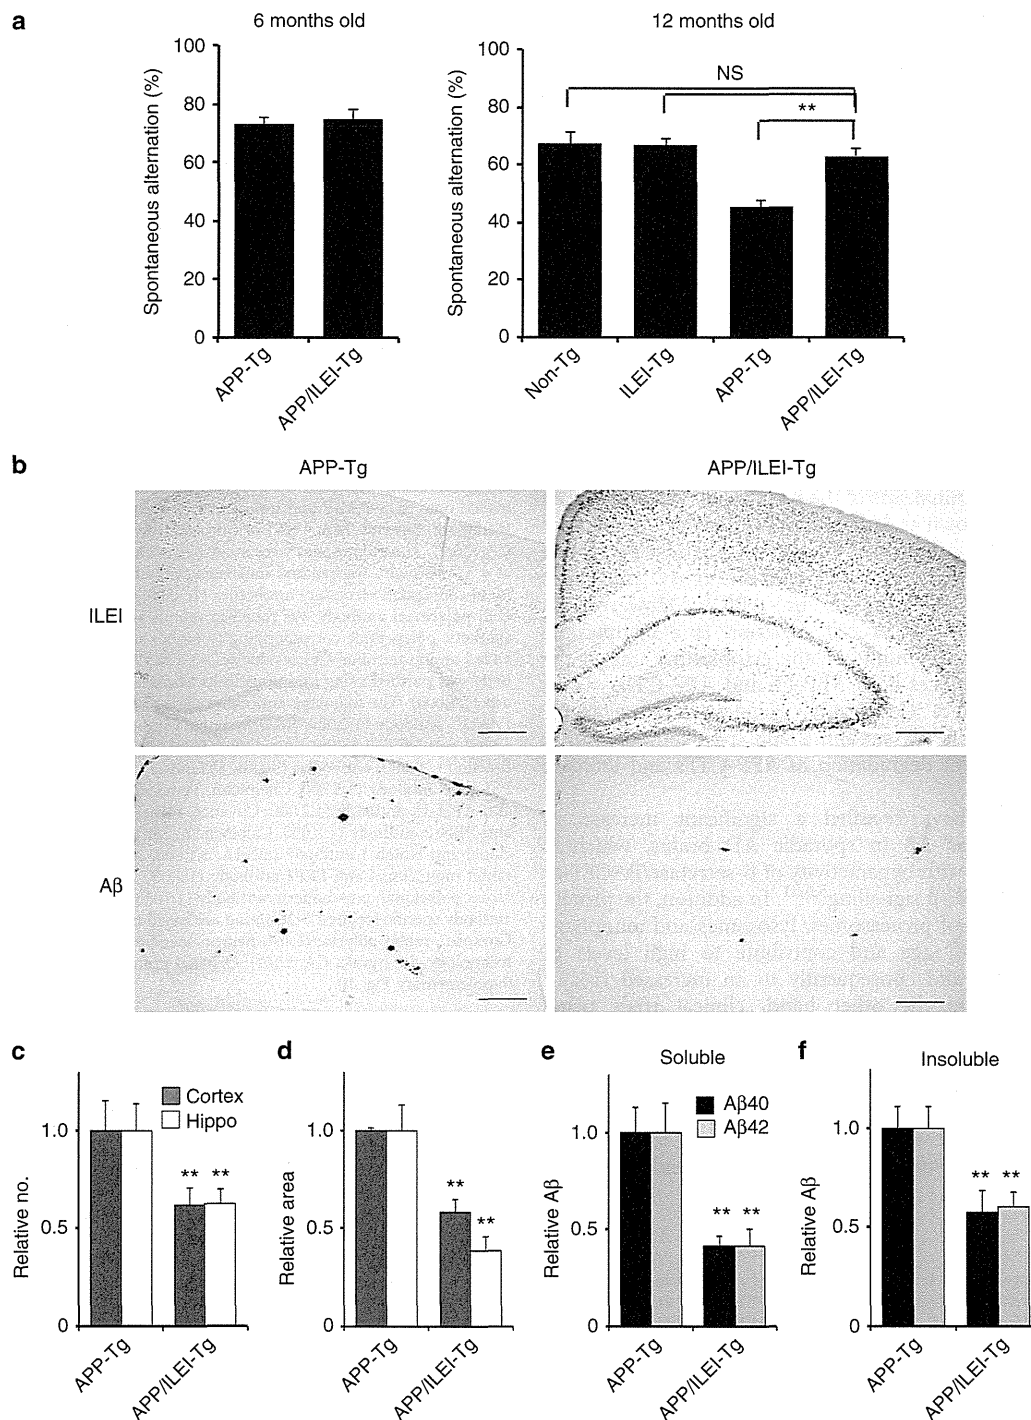 a
6 months old
12 months old
Spontaneous alternation (%)
100
80
60
40
20
0
APP-Tg
APP/ILEI-Tg
Spontaneous alternation (%)
100
80
60
40
20
0
NS
**
Non-Tg
ILEI-Tg
APP-Tg
APP/ILEI-Tg
b
APP-Tg
APP/ILEI-Tg
ILEI
Aβ
c
Relative no.
1.0
0.5
0
Cortex
Hippo
** **
APP-Tg
APP/ILEI-Tg
d
Relative area
1.0
0.5
0
**
**
APP-Tg
APP/ILEI-Tg
e
Soluble
Relative Aβ
1.0
0.5
0
Aβ40
Aβ42
** **
APP-Tg
APP/ILEI-Tg
f
Insoluble
Relative Aβ
1.0
0.5
0
** **
APP-Tg
APP/ILEI-Tg